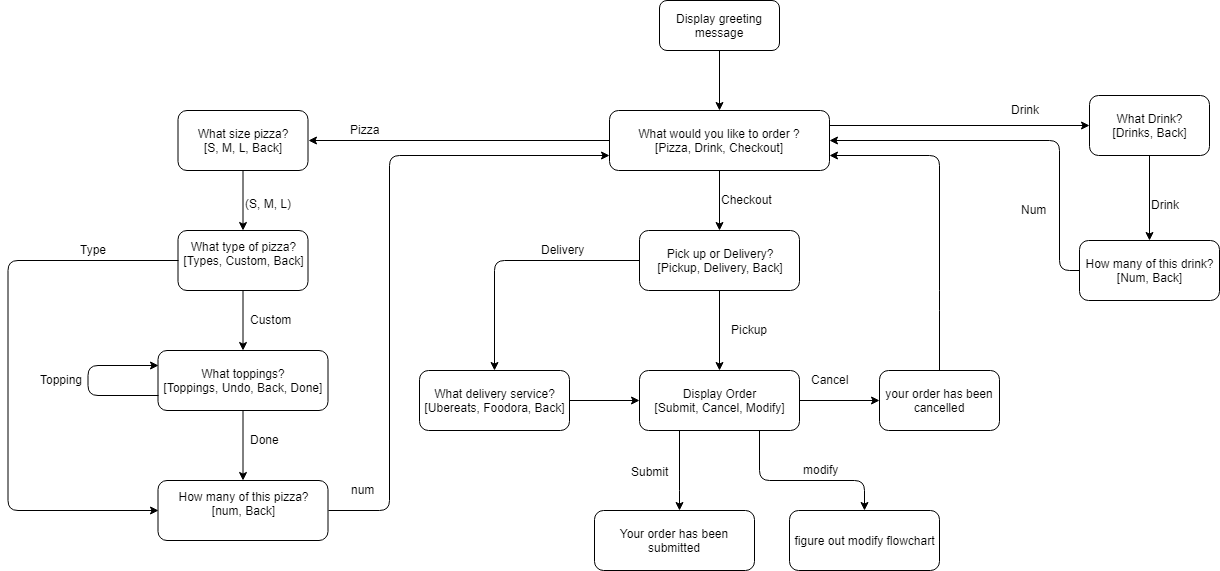 Display greeting
message
Drink
What Drink?
[Drinks, Back]
What size pizza?
[S, M, L, Back]
Pizza
What would you like to order ?
[Pizza, Drink, Checkout]
(S, M, L)
Checkout
Num
Drink
What type of pizza?
[Types, Custom, Back]
Type
Delivery
Pick up or Delivery?
[Pickup, Delivery, Back]
How many of this drink?
[Num, Back]
Custom
Pickup
What toppings?
[Toppings, Undo, Back, Done]
Topping
What delivery service?
[Ubereats, Foodora, Back]
Display Order
[Submit, Cancel, Modify]
Cancel
your order has been
cancelled
Done
Submit
modify
How many of this pizza?
[num, Back]
num
Your order has been
submitted
figure out modify flowchart